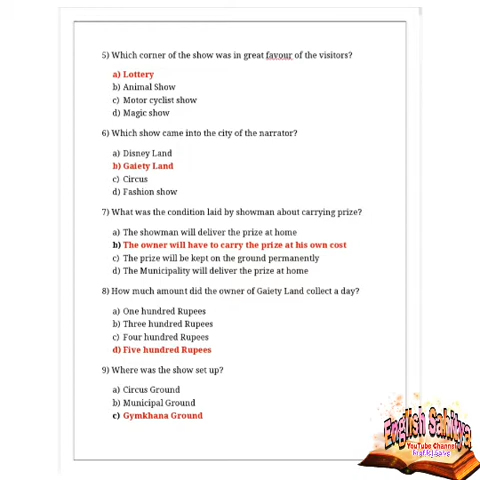 5) Which corner of the show was in great favour of the visitors?
a) Lottery
b) Animal Show
c) Motor cyclist show
d) Magic show
6) Which show came into the city of the narrator?
a) Disney Land
b) Gaiety Land
c) Circus
d) Fashion show
7) What was the condition laid by showman about carrying prize?
a) The showman will deliver the prize at home
b) The owner will have to carry the prize at his own cost
c) The prize will be kept on the ground permanently
d) The Municipality will deliver the prize at home
8) How much amount did the owner of Gaiety Land collect a day?
a) One hundred Rupees
b) Three hundred Rupees
c) Four hundred Rupees
d) Five hundred Rupees
9) Where was the show set up?
a) Circus Ground
b) Municipal Ground
c) Gymkhana Ground
English Sahitya
YouTube Channel